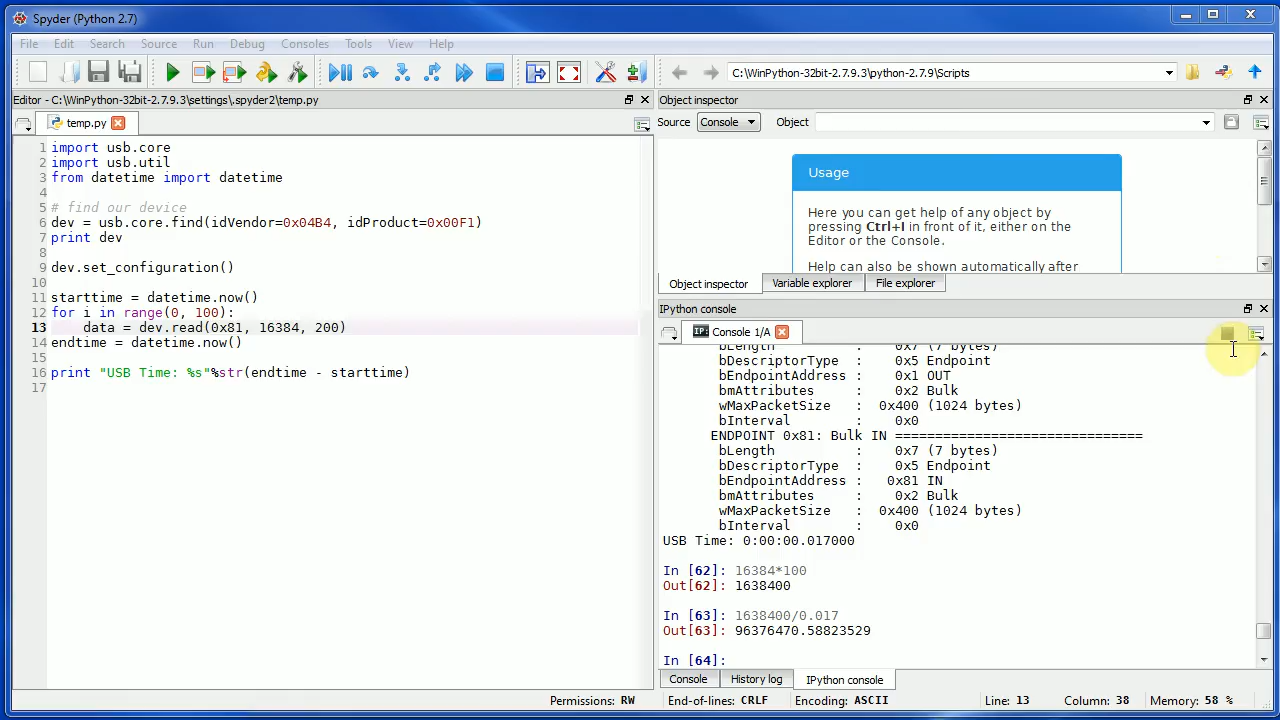 Spyder (Python 2.7)
File Edit Search Source Run Debug Consoles Tools View Help
C:\WinPython-32bit-2.7.9.3\python-2.7.9\Scripts
Editor - C:\WinPython-32bit-2.7.9.3\settings\.spyder2\temp.py
temp.py
1 import usb.core
2 import usb.util
3 from datetime import datetime
4
5 # find our device
6 dev = usb.core.find(idVendor=0x04B4, idProduct=0x00F1)
7 print dev
8
9 dev.set_configuration()
10
11 starttime = datetime.now()
12 for i in range(0, 100):
13     data = dev.read(0x81, 16384, 200)
14 endtime = datetime.now()
15
16 print "USB Time: %s"%str(endtime - starttime)
17
Object inspector
Source Console Object
Usage
Here you can get help of any object by
pressing Ctrl+I in front of it, either on the
Editor or the Console.
Help can also be shown automatically after
Object inspector Variable explorer File explorer
IPython console
IP: Console 1/A
bLength : 0x7 (7 bytes)
bDescriptorType : 0x5 Endpoint
bEndpointAddress : 0x1 OUT
bmAttributes : 0x2 Bulk
wMaxPacketSize : 0x400 (1024 bytes)
bInterval : 0x0
ENDPOINT 0x81: Bulk IN ===============================
bLength : 0x7 (7 bytes)
bDescriptorType : 0x5 Endpoint
bEndpointAddress : 0x81 IN
bmAttributes : 0x2 Bulk
wMaxPacketSize : 0x400 (1024 bytes)
bInterval : 0x0
USB Time: 0:00:00.017000
In [62]: 16384*100
Out[62]: 1638400
In [63]: 1638400/0.017
Out[63]: 96376470.58823529
In [64]:
Console History log IPython console
Permissions: RW End-of-lines: CRLF Encoding: ASCII Line: 13 Column: 38 Memory: 58 %